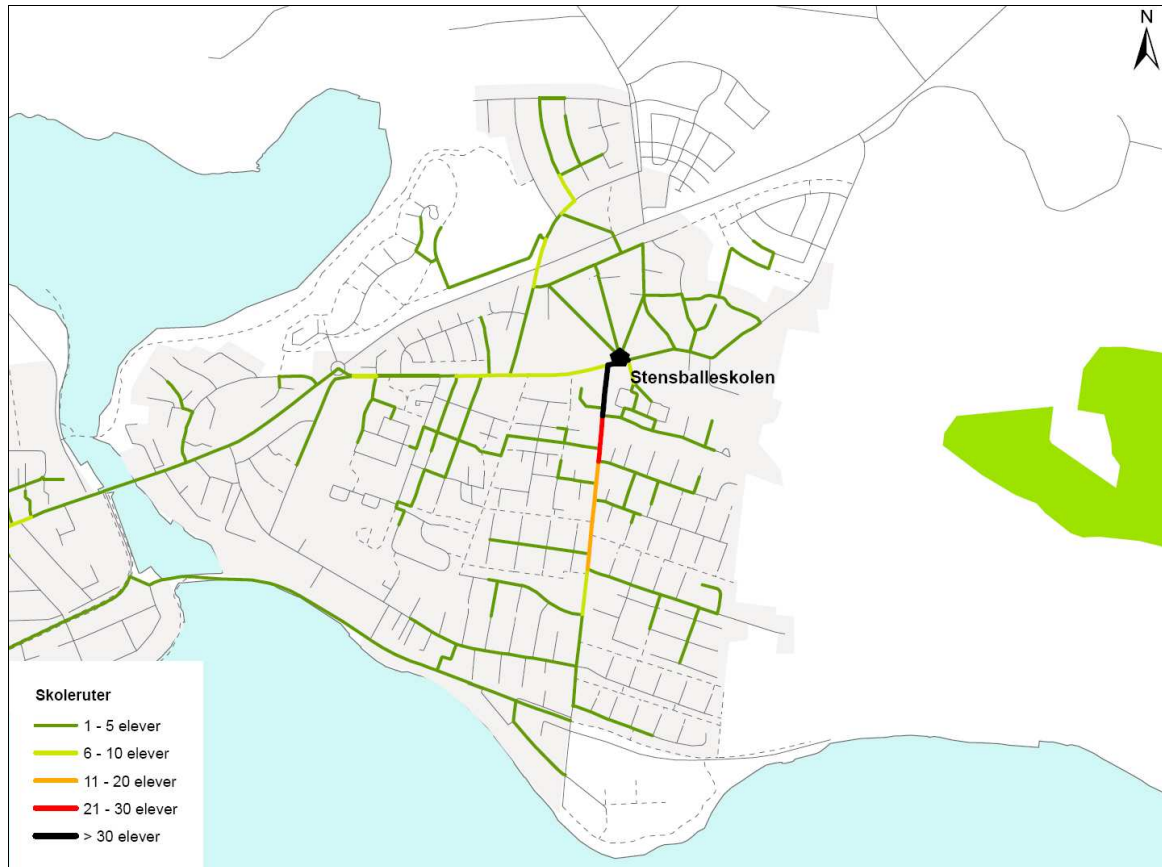 N
Stensballeskolen
Skoleruter
1 - 5 elever
6 - 10 elever
11 - 20 elever
21 - 30 elever
> 30 elever